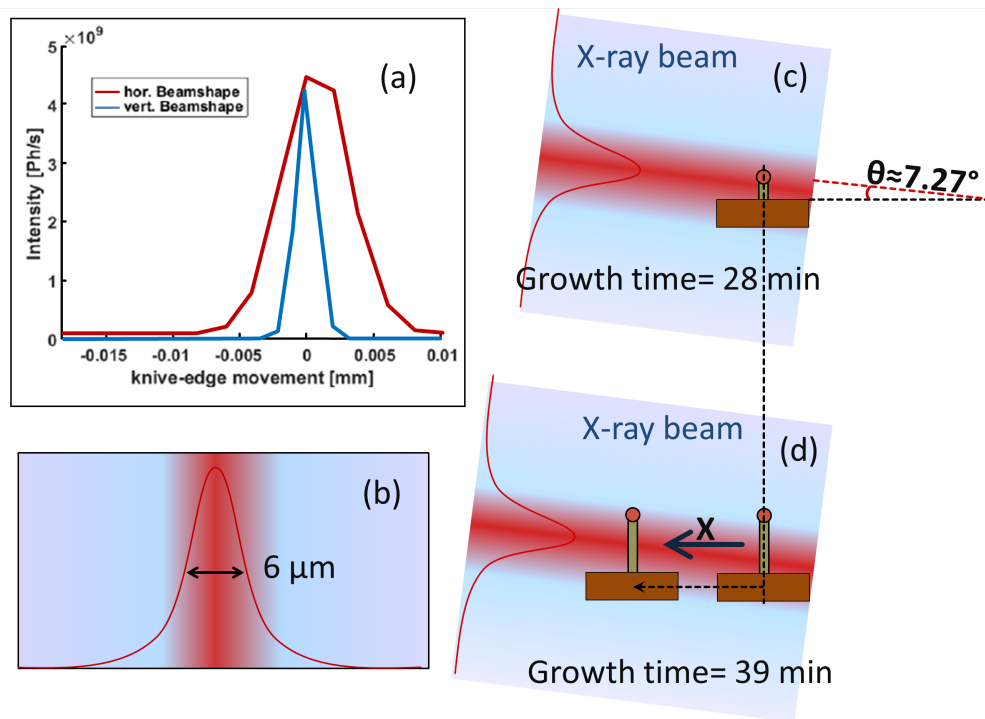 ×10⁹
5
4
3
2
1
0
Intensity [Ph/s]
hor. Beamshape
vert. Beamshape
(a)
-0.015 -0.01 -0.005 0 0.005 0.01
knive-edge movement [mm]
(b)
6 μm
X-ray beam
(c)
θ≈7.27°
Growth time= 28 min
X-ray beam
(d)
X
Growth time= 39 min